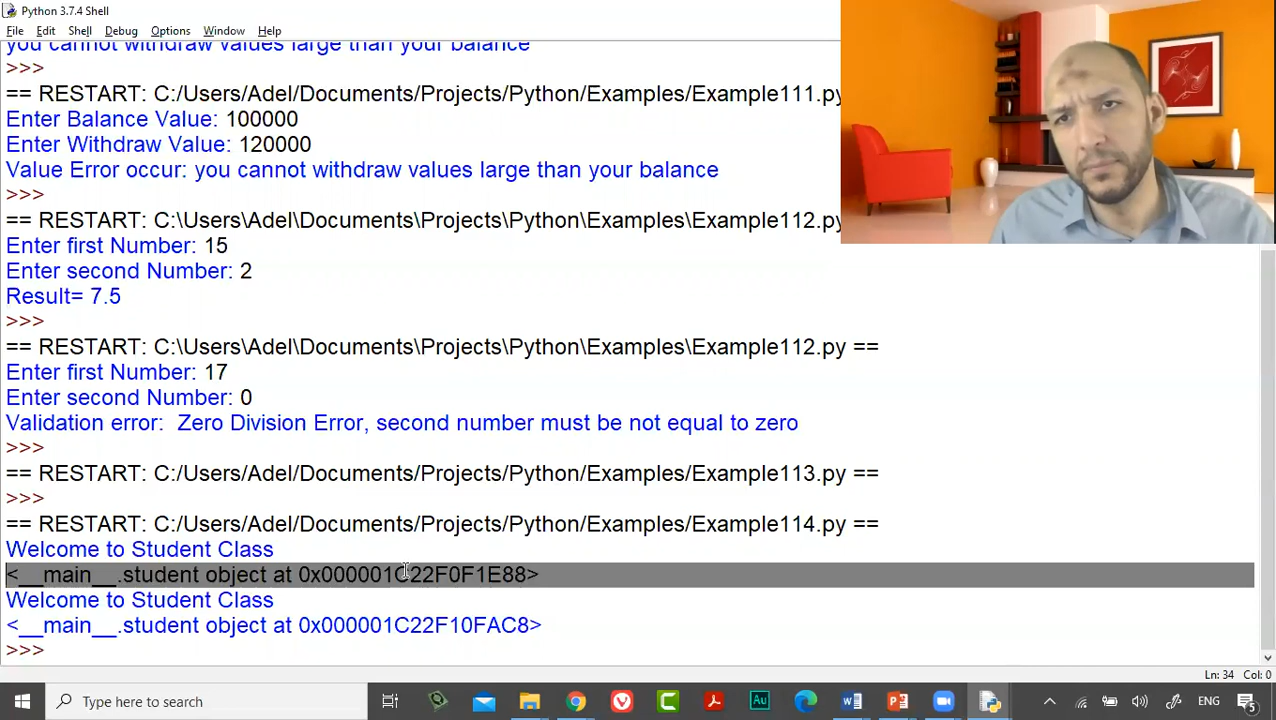 Python 3.7.4 Shell
File Edit Shell Debug Options Window Help
you cannot withdraw values large than your balance
>>>
== RESTART: C:/Users/Adel/Documents/Projects/Python/Examples/Example111.py
Enter Balance Value: 100000
Enter Withdraw Value: 120000
Value Error occur: you cannot withdraw values large than your balance
>>>
== RESTART: C:\Users\Adel\Documents\Projects\Python\Examples\Example112.py
Enter first Number: 15
Enter second Number: 2
Result= 7.5
>>>
== RESTART: C:\Users\Adel\Documents\Projects\Python\Examples\Example112.py ==
Enter first Number: 17
Enter second Number: 0
Validation error:  Zero Division Error, second number must be not equal to zero
>>>
== RESTART: C:/Users/Adel/Documents/Projects/Python/Examples/Example113.py ==
>>>
== RESTART: C:/Users/Adel/Documents/Projects/Python/Examples/Example114.py ==
Welcome to Student Class
<__main__.student object at 0x000001C22F0F1E88>
Welcome to Student Class
<__main__.student object at 0x000001C22F10FAC8>
>>>
Ln: 34 Col: 0
Type here to search
Au
ENG
5